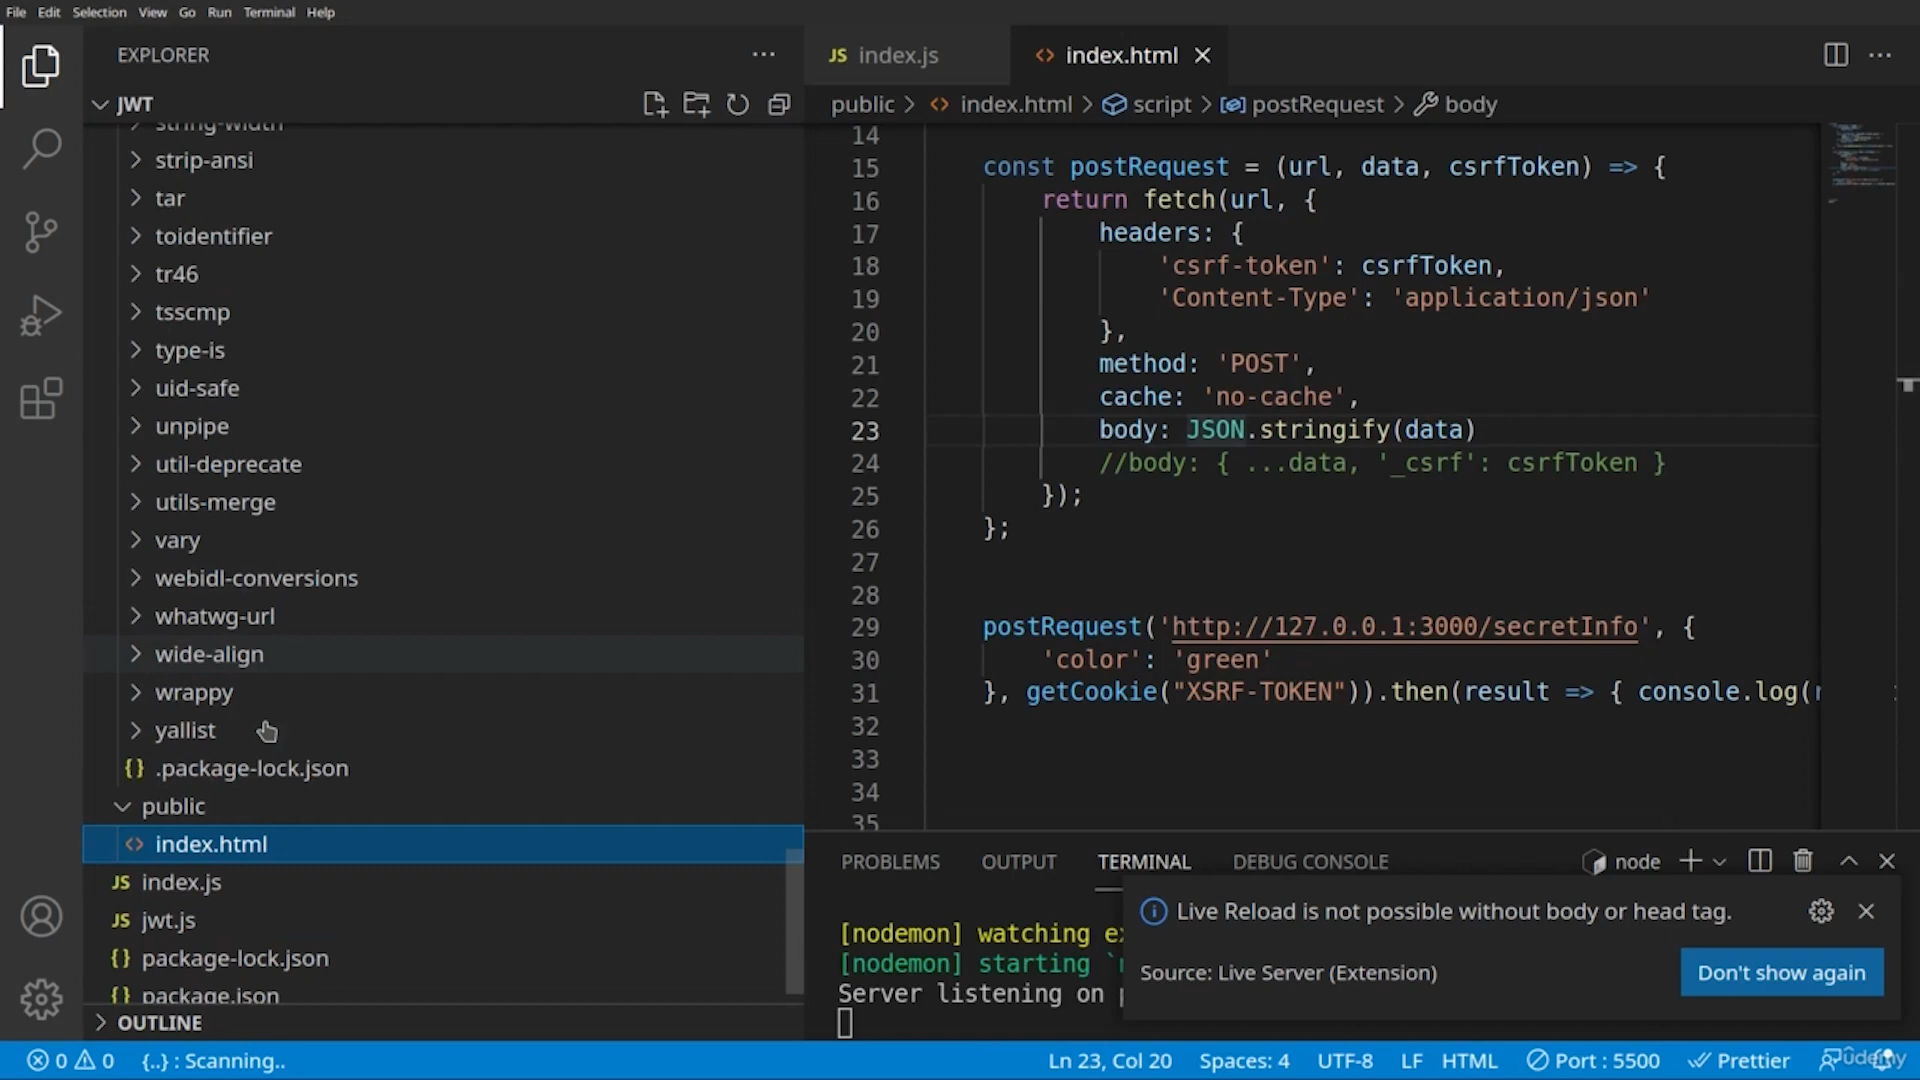 File Edit Selection View Go Run Terminal Help
EXPLORER
JWT
string-width
strip-ansi
tar
toidentifier
tr46
tsscmp
type-is
uid-safe
unpipe
util-deprecate
utils-merge
vary
webidl-conversions
whatwg-url
wide-align
wrappy
yallist
{} .package-lock.json
public
<> index.html
JS index.js
JS jwt.js
{} package-lock.json
{} package.json
OUTLINE
JS index.js
<> index.html
public > <> index.html > script > postRequest > body
14
15 const postRequest = (url, data, csrfToken) => {
16 return fetch(url, {
17 headers: {
18 'csrf-token': csrfToken,
19 'Content-Type': 'application/json'
20 },
21 method: 'POST',
22 cache: 'no-cache',
23 body: JSON.stringify(data)
24 //body: { ...data, '_csrf': csrfToken }
25 });
26 };
27
28
29 postRequest('http://127.0.0.1:3000/secretInfo', {
30 'color': 'green'
31 }, getCookie("XSRF-TOKEN")).then(result => { console.log(
32
33
34
35
PROBLEMS OUTPUT TERMINAL DEBUG CONSOLE
node
[nodemon] watching
[nodemon] starting `
Server listening on
Live Reload is not possible without body or head tag.
Source: Live Server (Extension)
Don't show again
0 0 {..} : Scanning..
Ln 23, Col 20 Spaces: 4 UTF-8 LF HTML Port : 5500 Prettier
Udemy